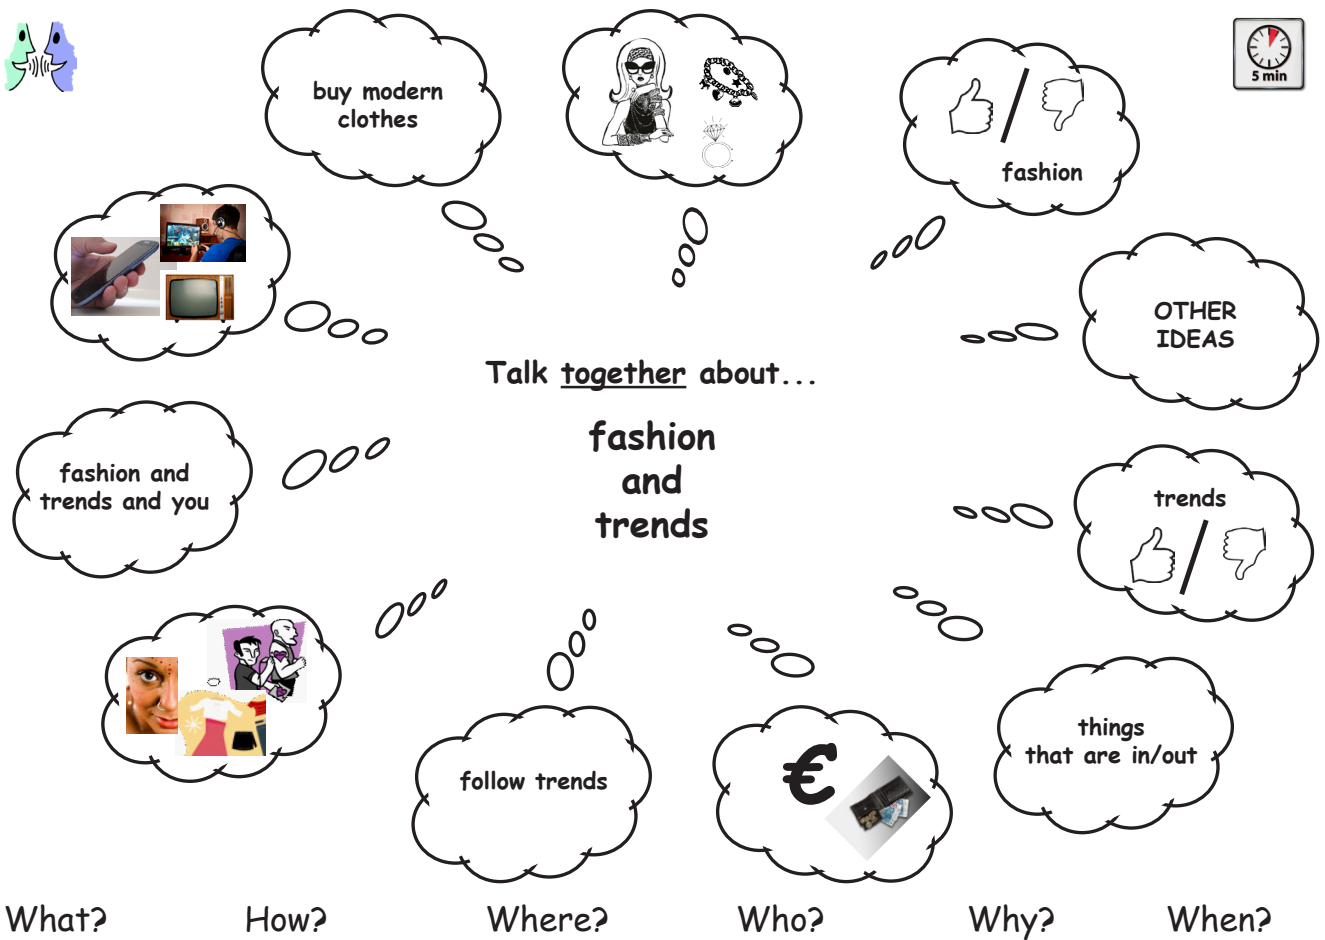 buy modern
clothes
fashion
5 min
OTHER
IDEAS
Talk together about...
fashion
and
trends
fashion and
trends and you
trends
things
that are in/out
follow trends
€
What? How? Where? Who? Why? When?